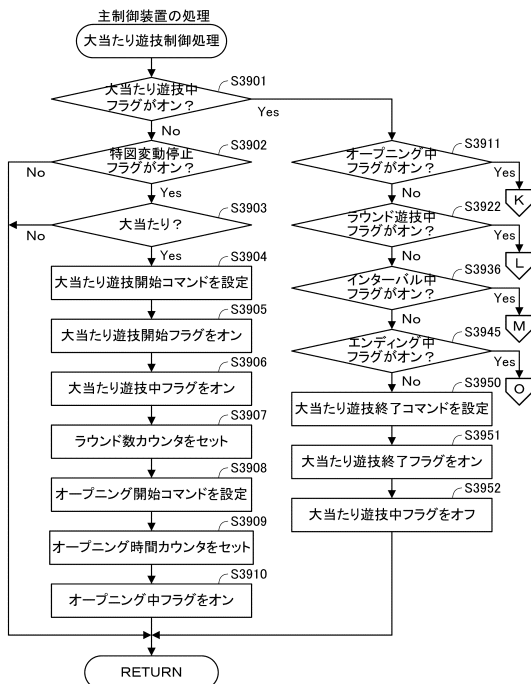 主制御装置の処理
大当たり遊技制御処理
S3901
大当たり遊技中
フラグがオン？
Yes
No
S3902
特図変動停止
フラグがオン？
No
Yes
S3903
大当たり？
No
Yes
S3904
大当たり遊技開始コマンドを設定
S3905
大当たり遊技開始フラグをオン
S3906
大当たり遊技中フラグをオン
S3907
ラウンド数カウンタをセット
S3908
オープニング開始コマンドを設定
S3909
オープニング時間カウンタをセット
S3910
オープニング中フラグをオン
S3911
オープニング中
フラグがオン？
Yes
K
No
S3922
ラウンド遊技中
フラグがオン？
Yes
L
No
S3936
インターバル中
フラグがオン？
Yes
M
No
S3945
エンディング中
フラグがオン？
Yes
O
No
S3950
大当たり遊技終了コマンドを設定
S3951
大当たり遊技終了フラグをオン
S3952
大当たり遊技中フラグをオフ
RETURN